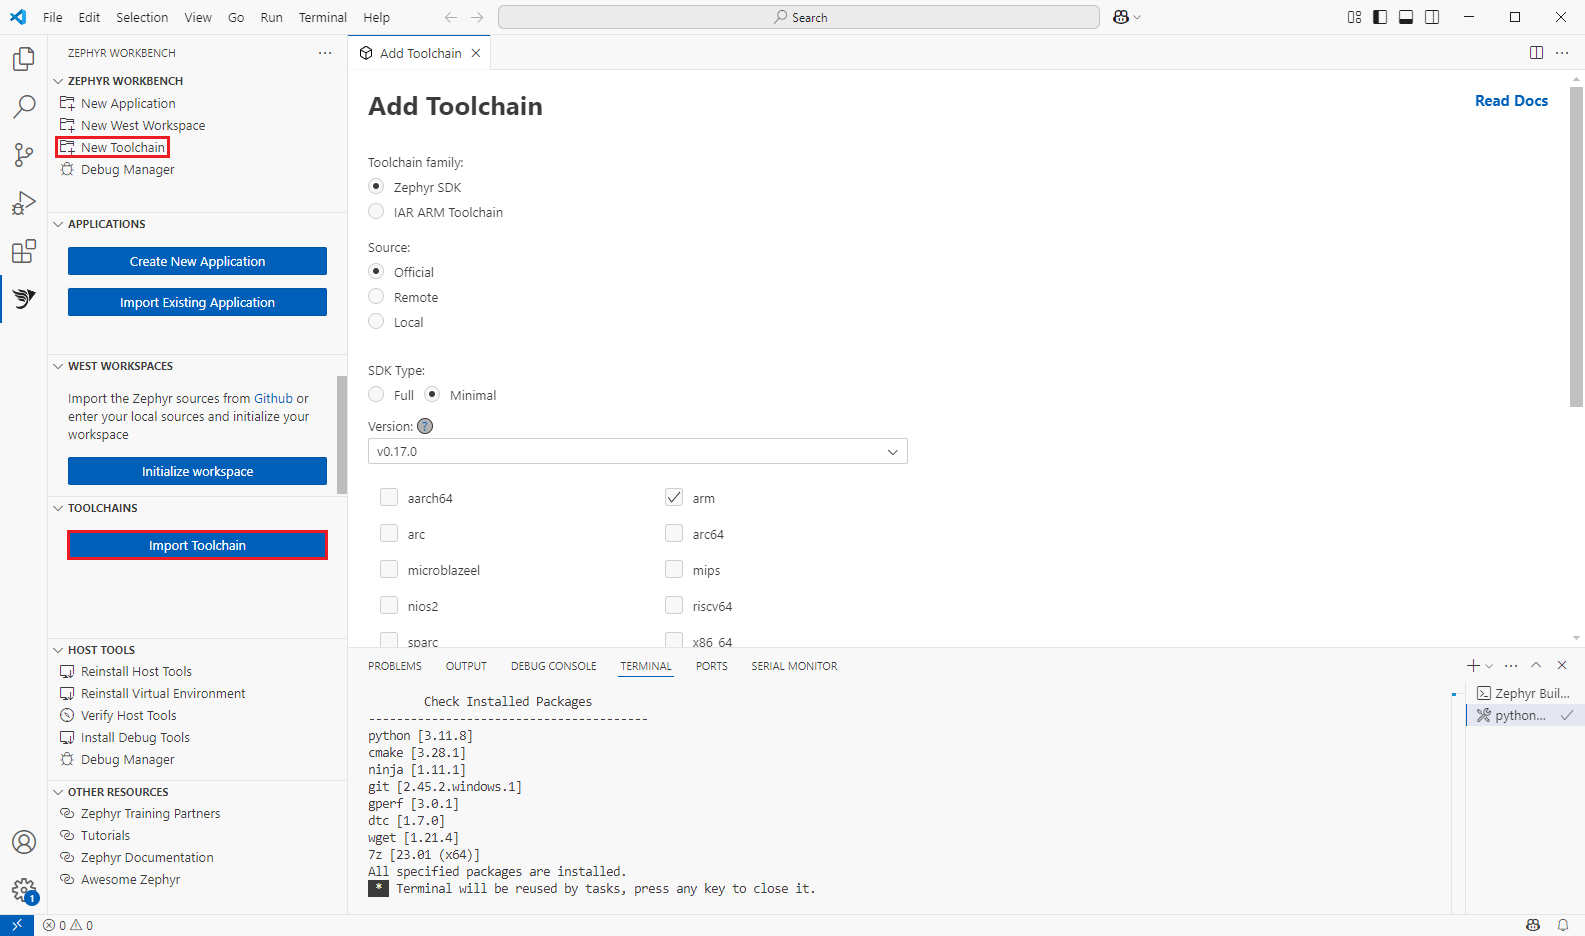 File Edit Selection View Go Run Terminal Help
Search
ZEPHYR WORKBENCH
ZEPHYR WORKBENCH
New Application
New West Workspace
New Toolchain
Debug Manager
APPLICATIONS
Create New Application
Import Existing Application
WEST WORKSPACES
Import the Zephyr sources from Github or
enter your local sources and initialize your
workspace
Initialize workspace
TOOLCHAINS
Import Toolchain
HOST TOOLS
Reinstall Host Tools
Reinstall Virtual Environment
Verify Host Tools
Install Debug Tools
Debug Manager
OTHER RESOURCES
Zephyr Training Partners
Tutorials
Zephyr Documentation
Awesome Zephyr
1
Add Toolchain
Add Toolchain
Read Docs
Toolchain family:
Zephyr SDK
IAR ARM Toolchain
Source:
Official
Remote
Local
SDK Type:
Full Minimal
Version: ?
v0.17.0
aarch64 arm
arc arc64
microblazeel mips
nios2 riscv64
sparc x86_64
PROBLEMS OUTPUT DEBUG CONSOLE TERMINAL PORTS SERIAL MONITOR
Check Installed Packages
----------------------------------------
python [3.11.8]
cmake [3.28.1]
ninja [1.11.1]
git [2.45.2.windows.1]
gperf [3.0.1]
dtc [1.7.0]
wget [1.21.4]
7z [23.01 (x64)]
All specified packages are installed.
* Terminal will be reused by tasks, press any key to close it.
Zephyr Buil...
python...
0 0